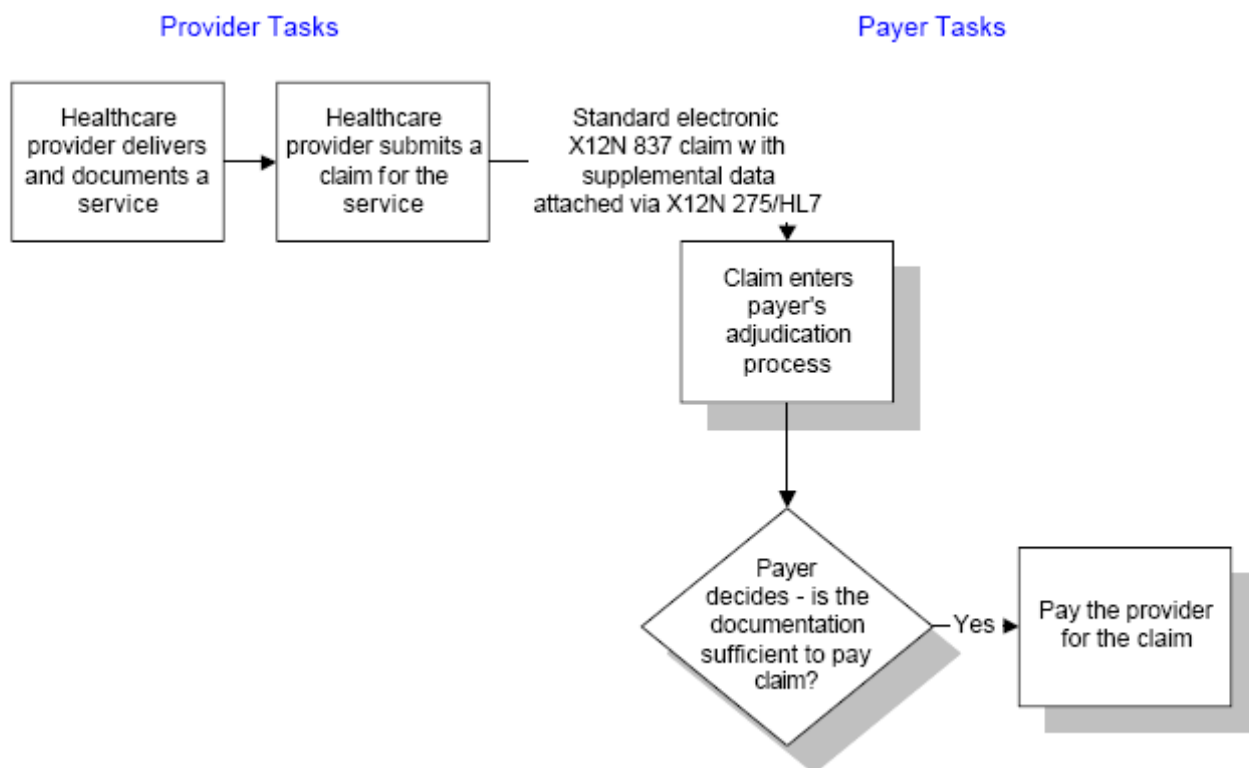 Provider Tasks
Payer Tasks
Healthcare
provider delivers
and documents a
service
Healthcare
provider submits a
claim for the
service
Standard electronic
X12N 837 claim with
supplemental data
attached via X12N 275/HL7
Claim enters
payer's
adjudication
process
Payer
decides - is the
documentation
sufficient to pay
claim?
Yes
Pay the provider
for the claim